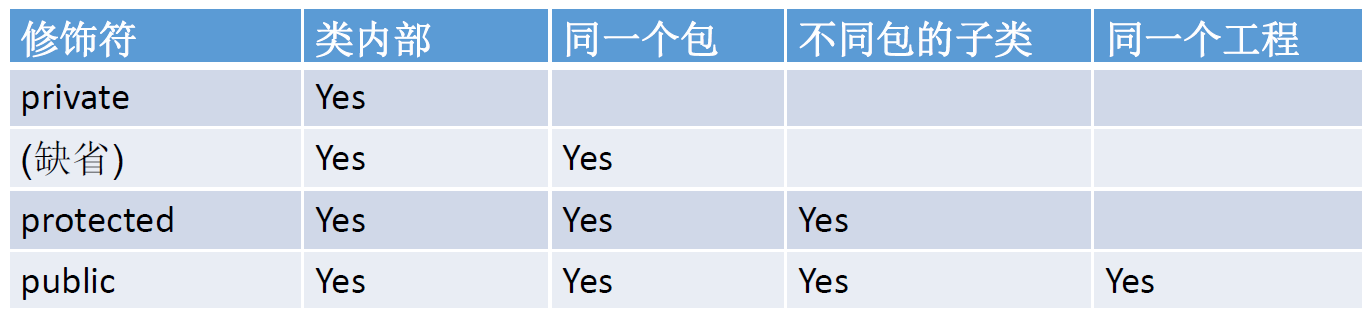 修饰符 类内部 同一个包 不同包的子类 同一个工程
private Yes
(缺省) Yes Yes
protected Yes Yes Yes
public Yes Yes Yes Yes